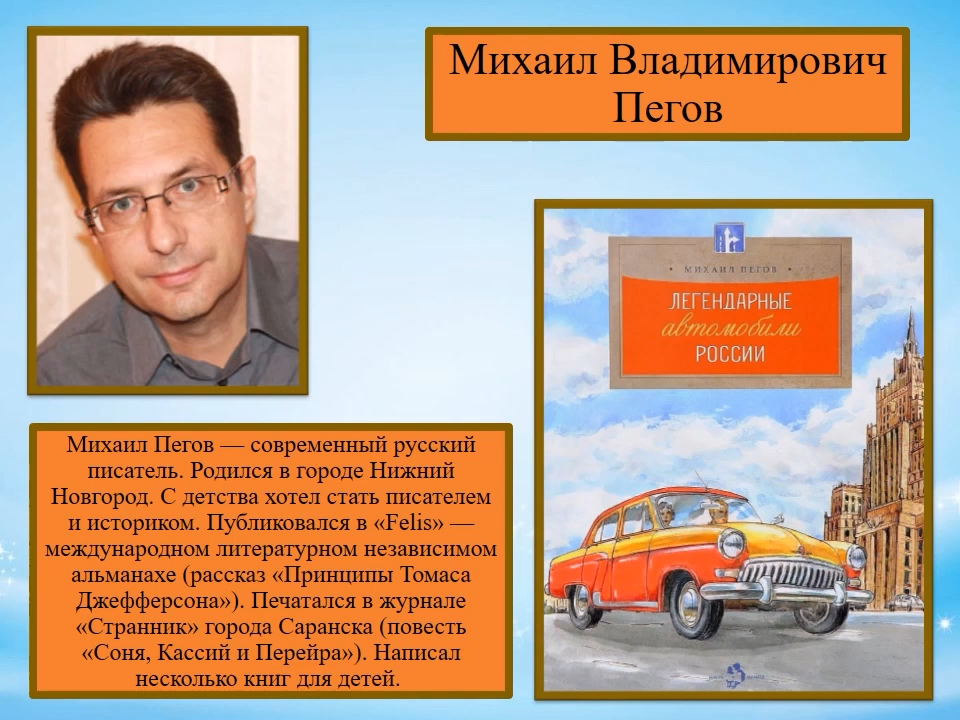 Михаил Владимирович
Пегов
• МИХАИЛ ПЕГОВ •
ЛЕГЕНДАРНЫЕ
автомобили
РОССИИ
Михаил Пегов — современный русский
писатель. Родился в городе Нижний
Новгород. С детства хотел стать писателем
и историком. Публиковался в «Felis» —
международном литературном независимом
альманахе (рассказ «Принципы Томаса
Джефферсона»). Печатался в журнале
«Странник» города Саранска (повесть
«Соня, Кассий и Перейра»). Написал
несколько книг для детей.